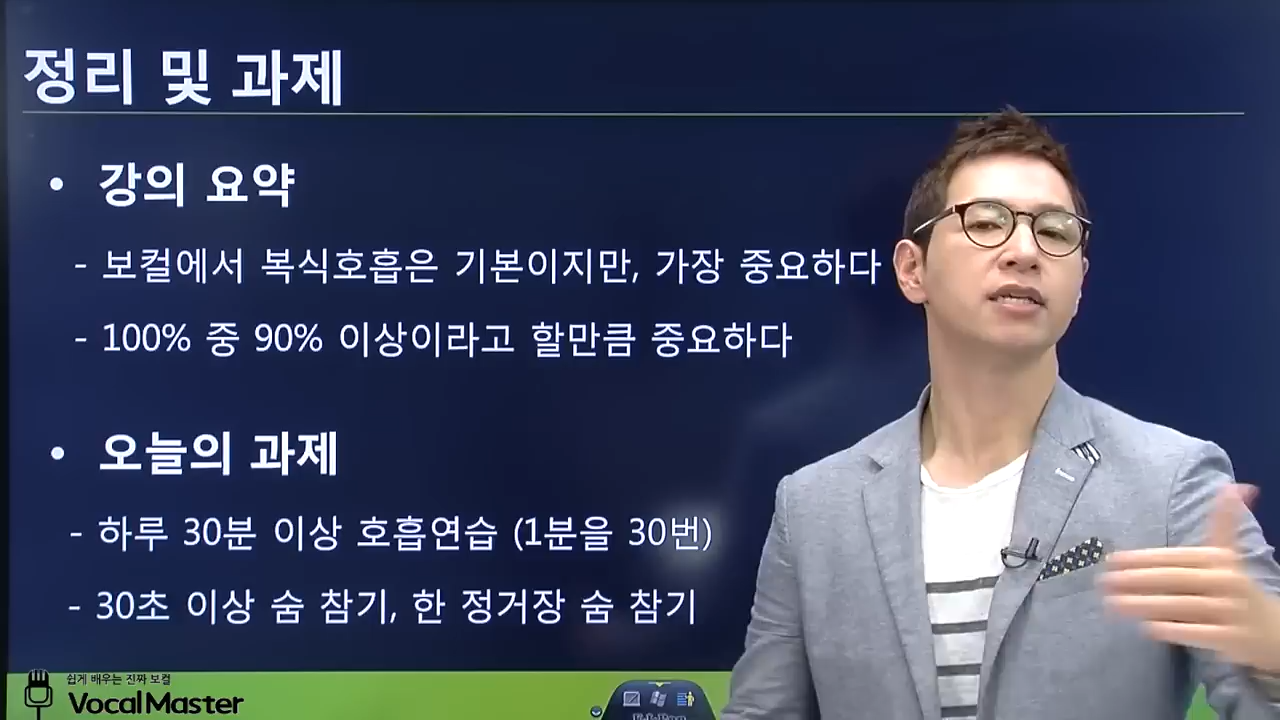 정리 및 과제
• 강의 요약
- 보컬에서 복식호흡은 기본이지만, 가장 중요하다
- 100% 중 90% 이상이라고 할만큼 중요하다
• 오늘의 과제
- 하루 30분 이상 호흡연습 (1분을 30번)
- 30초 이상 숨 참기, 한 정거장 숨 참기
쉽게 배우는 진짜 보컬
VocalMaster